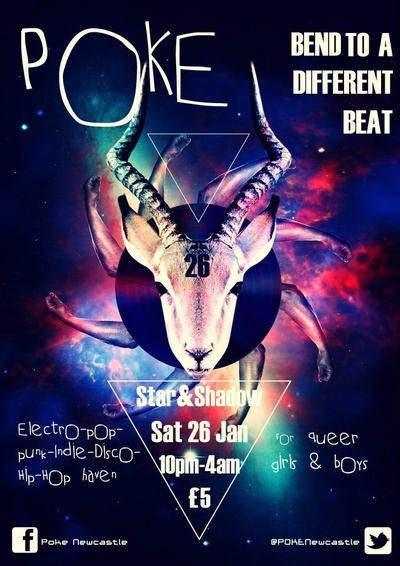 POKE
BEND TO A
DIFFERENT
BEAT
26
Star & Shadow
Sat 26 Jan
10pm-4am
£5
Electro-pop-
punk-Indie-Disco-
Hip-Hop haven
for queer
girls & boys
Poke Newcastle
@POKENewcastle